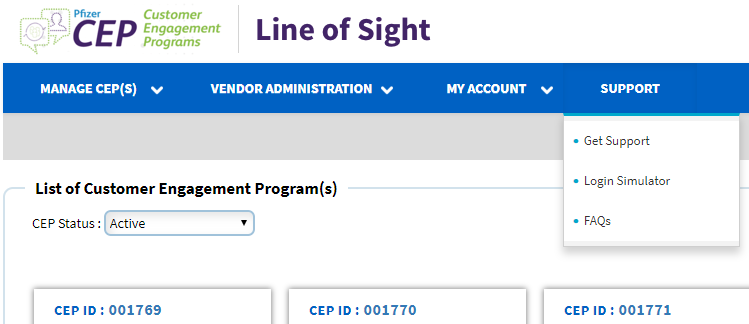 Pfizer
CEP
Customer
Engagement
Programs
Line of Sight
MANAGE CEP(S) VENDOR ADMINISTRATION MY ACCOUNT SUPPORT
Get Support
Login Simulator
FAQs
List of Customer Engagement Program(s)
CEP Status : Active
CEP ID : 001769 CEP ID : 001770 CEP ID : 001771